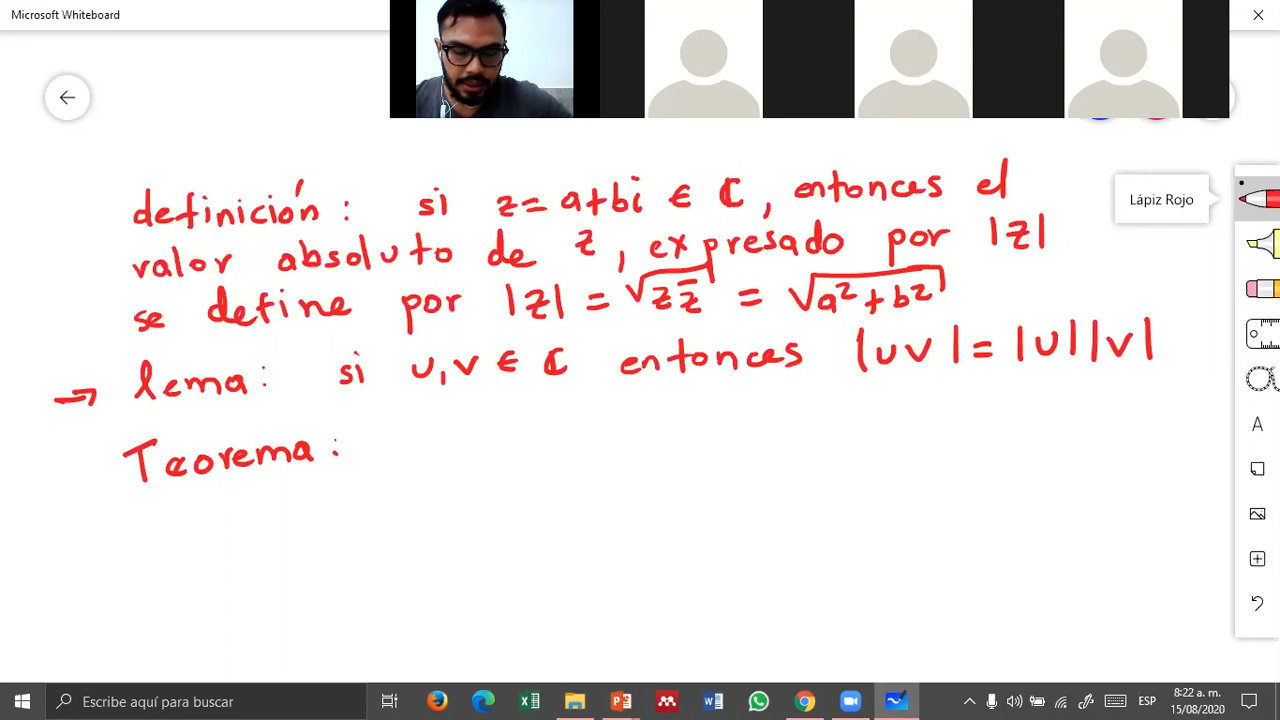 Microsoft Whiteboard
definición: si z= a+bi ∈ ℂ, entonces el
Lápiz Rojo
valor absoluto de z, expresado por |z|
se define por |z| = √z z̄ = √a² + b²
→ lema: si u, v ∈ ℂ entonces |uv| = |u||v|
Teorema:
A
Escribe aquí para buscar
ESP
8:22 a. m.
15/08/2020